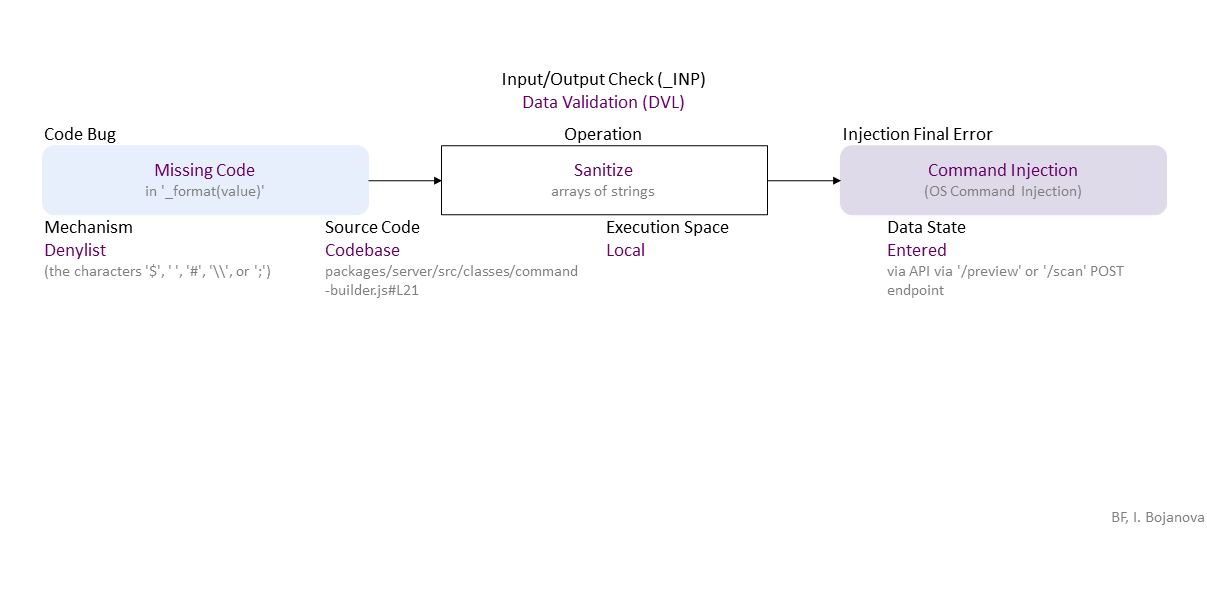 Input/Output Check (_INP)
Data Validation (DVL)
Code Bug
Operation
Injection Final Error
Missing Code
in '_format(value)'
Sanitize
arrays of strings
Command Injection
(OS Command Injection)
Mechanism
Denylist
(the characters '$', ' ', '#', '\\', or ';')
Source Code
Codebase
packages/server/src/classes/command
-builder.js#L21
Execution Space
Local
Data State
Entered
via API via '/preview' or '/scan' POST
endpoint
BF, I. Bojanova